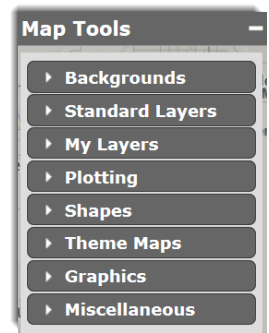 Map Tools
Backgrounds
Standard Layers
My Layers
Plotting
Shapes
Theme Maps
Graphics
Miscellaneous